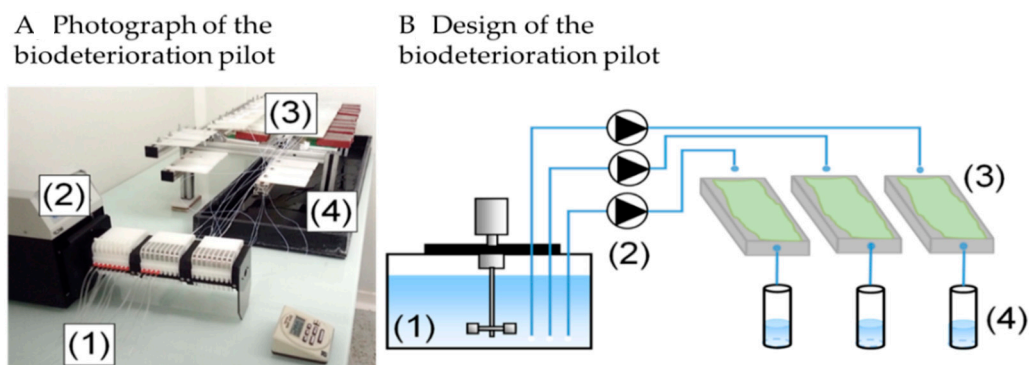 A Photograph of the
biodeterioration pilot
B Design of the
biodeterioration pilot
(3)
(2)
(4)
(1)
(3)
(2)
(1)
(4)